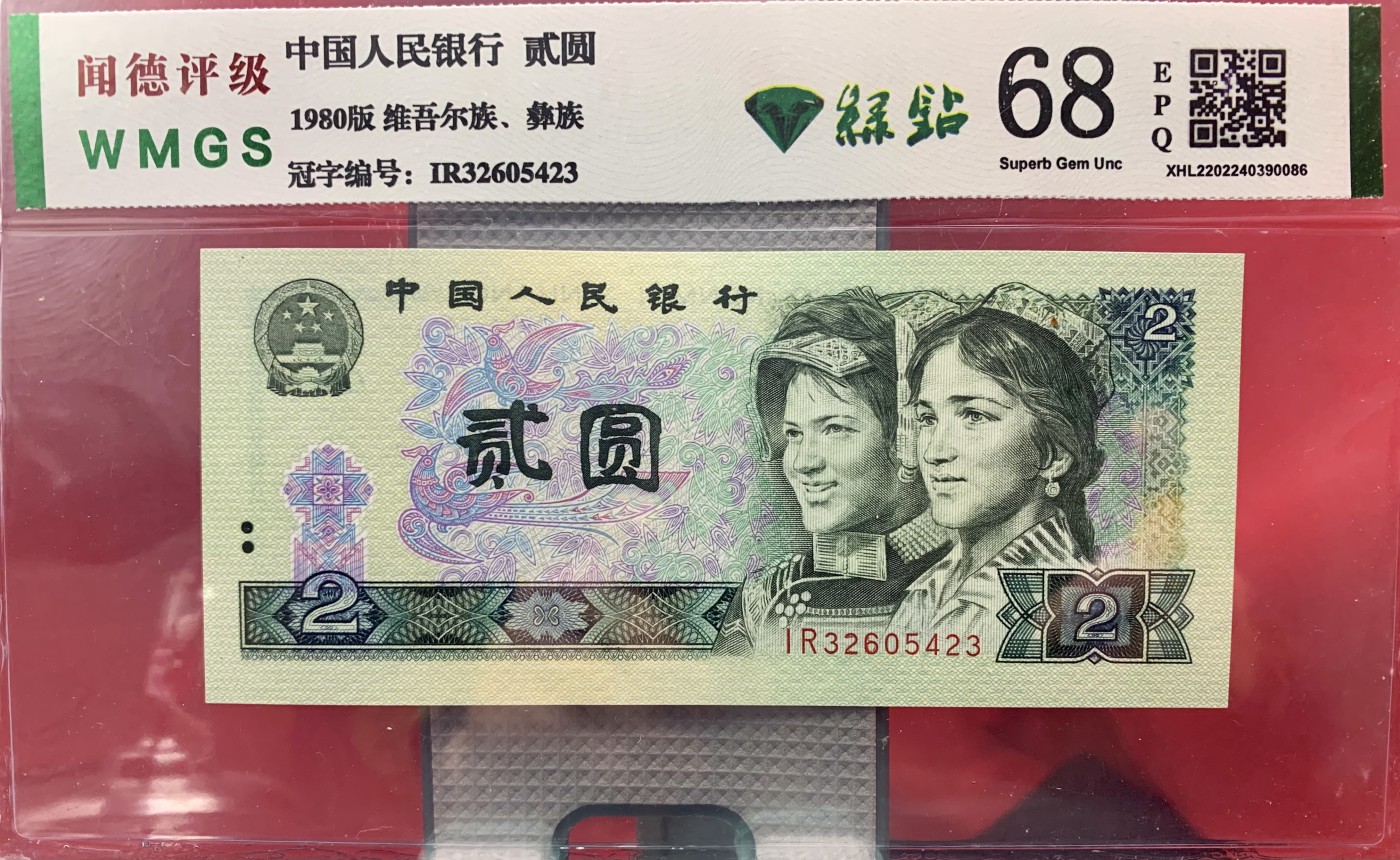 闻德评级
WMGS
中国人民银行 贰圆
1980版 维吾尔族、彝族
冠字编号：IR32605423
緑鉆
68
Superb Gem Unc
EPQ
XHL2202240390086
中国人民银行
2
贰圆
2
IR32605423
2